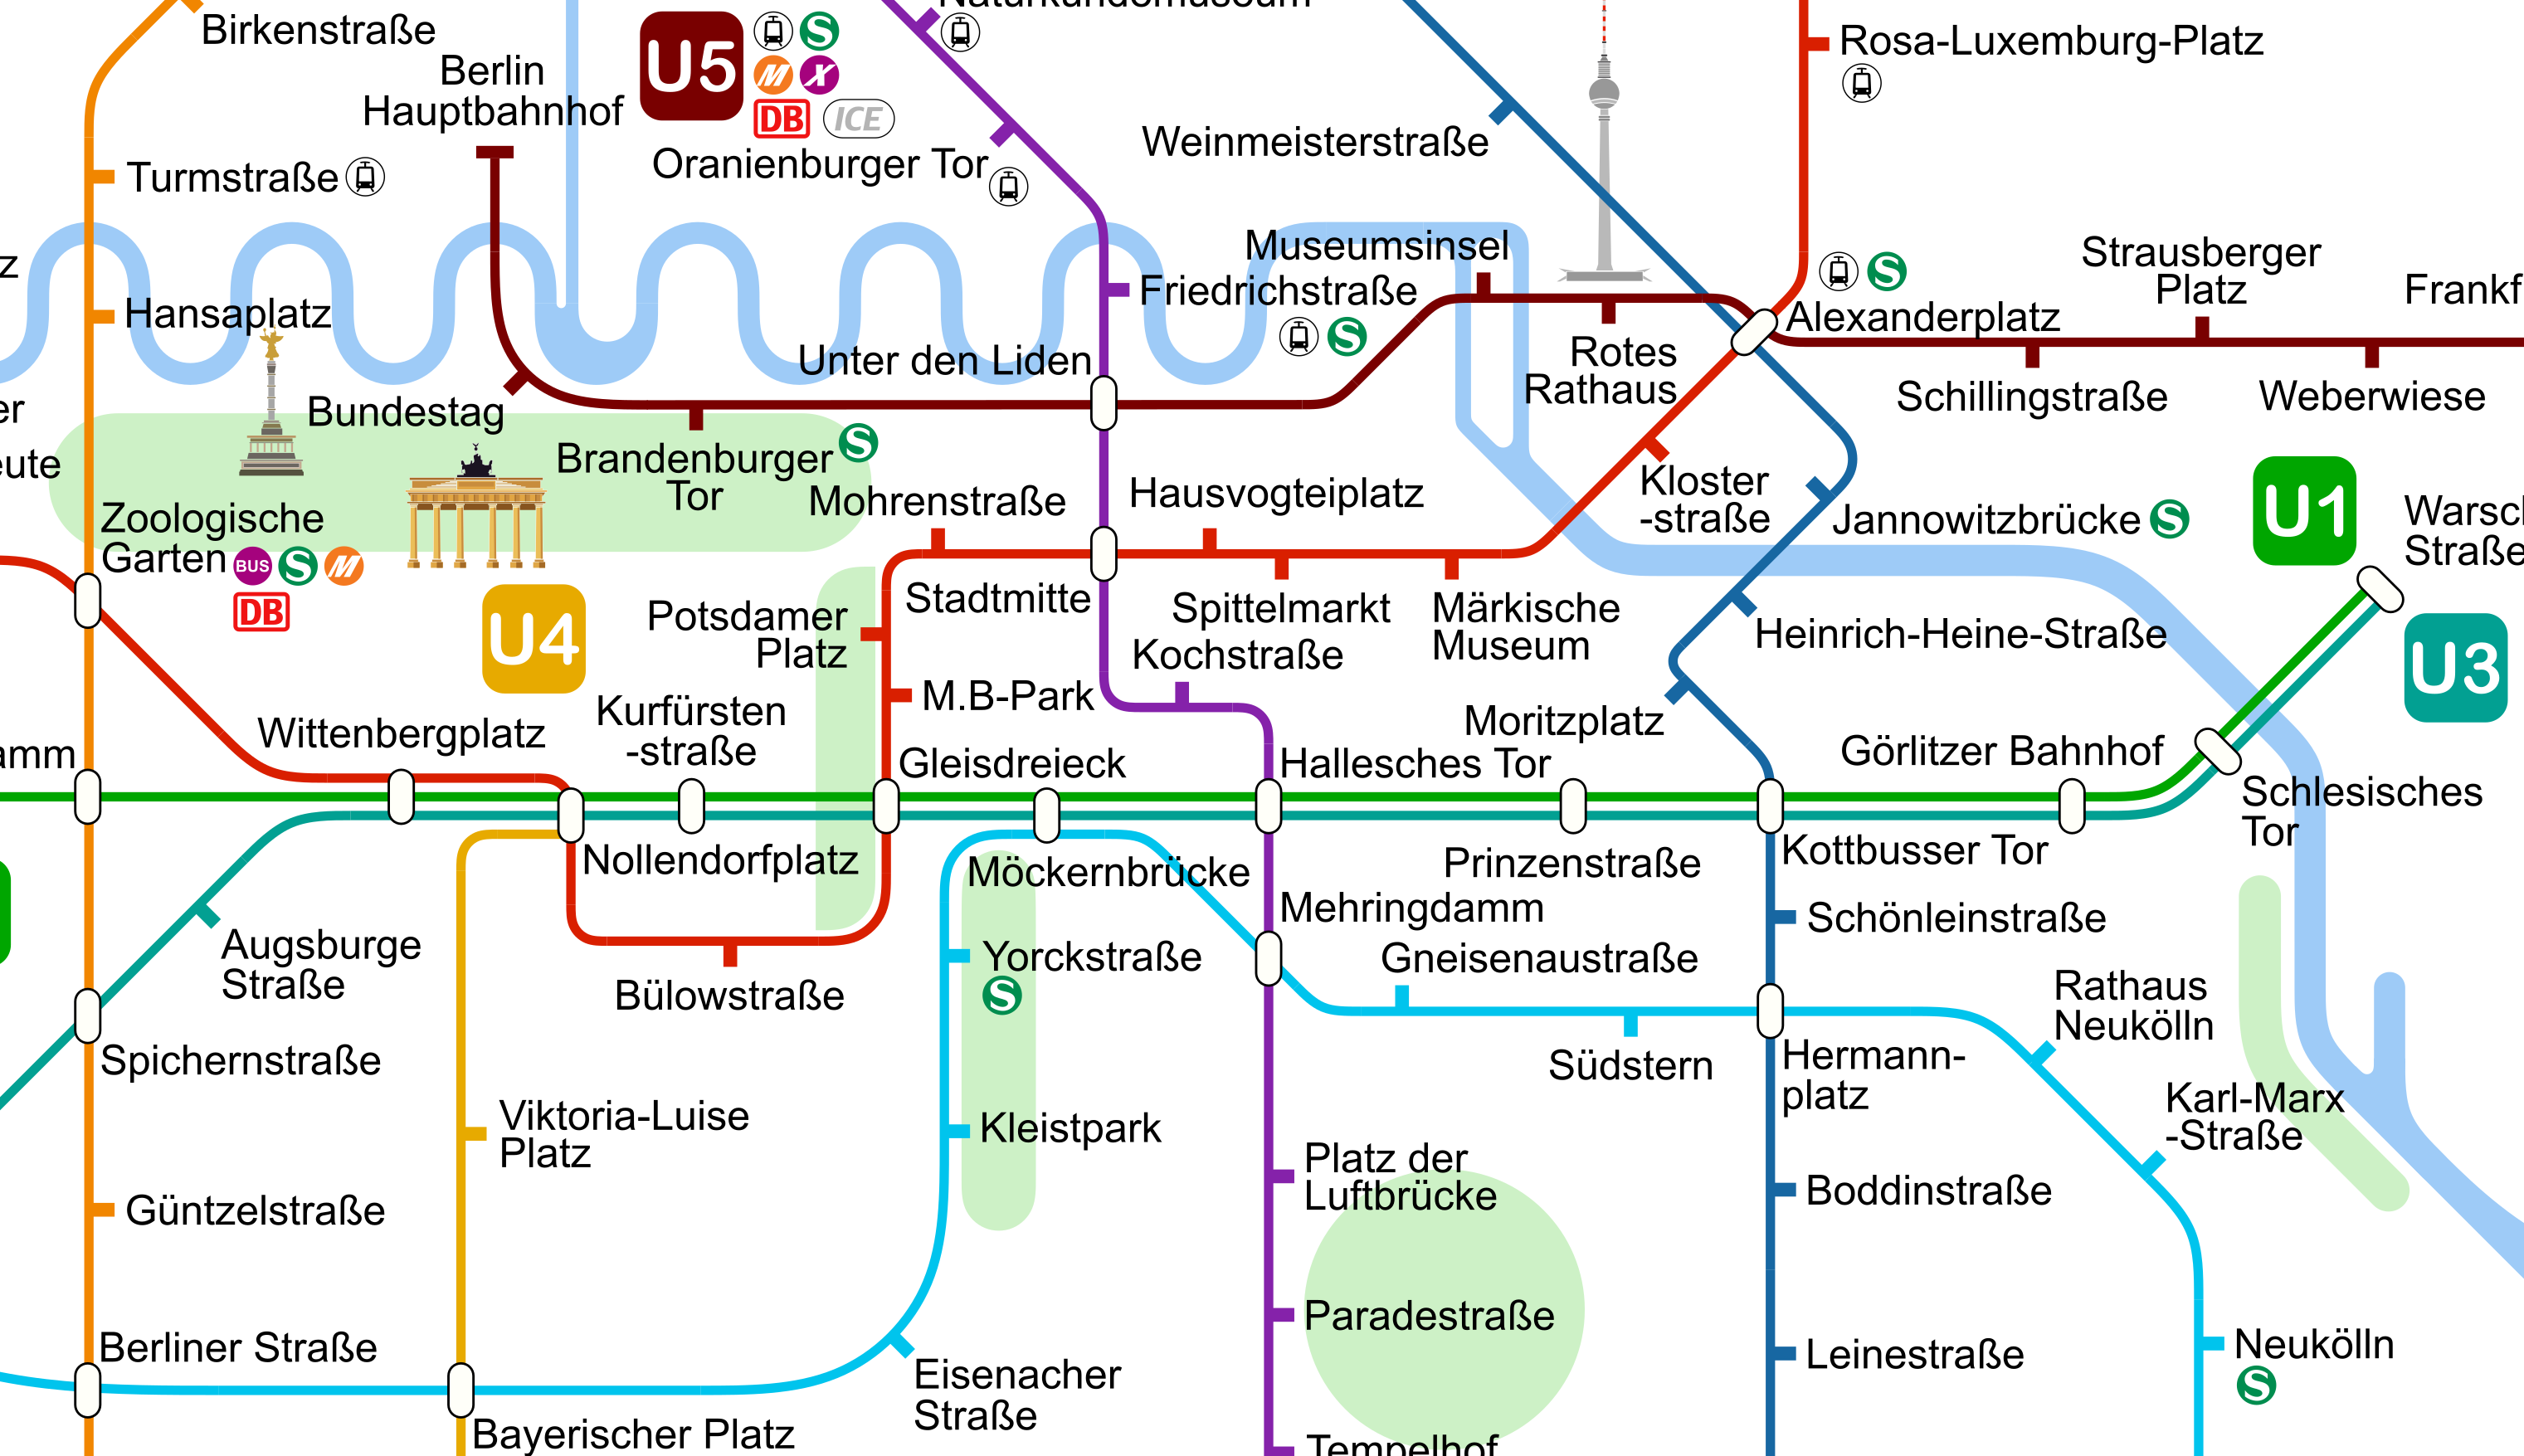 Naturkundemuseum
Birkenstraße
Berlin
Hauptbahnhof
U5
S
M
X
DB
ICE
Rosa-Luxemburg-Platz
Weinmeisterstraße
Oranienburger Tor
Turmstraße
Museumsinsel
Friedrichstraße
S
S
Strausberger
Platz
Frankf
z
Hansaplatz
Alexanderplatz
Unter den Liden
Rotes
Rathaus
Schillingstraße
Weberwiese
er
Bundestag
eute
Brandenburger
Tor
S
Mohrenstraße
Hausvogteiplatz
Kloster
-straße
Jannowitzbrücke
S
U1
Warsch
Straße
Zoologische
Garten
BUS
S
M
DB
U4
Potsdamer
Platz
Stadtmitte
Spittelmarkt
Märkische
Museum
Kochstraße
Heinrich-Heine-Straße
U3
M.B-Park
Kurfürsten
-straße
Wittenbergplatz
Moritzplatz
amm
Gleisdreieck
Hallesches Tor
Görlitzer Bahnhof
Schlesisches
Tor
Nollendorfplatz
Möckernbrücke
Prinzenstraße
Kottbusser Tor
Mehringdamm
Schönleinstraße
Augsburge
Straße
Yorckstraße
S
Gneisenaustraße
Bülowstraße
Rathaus
Neukölln
Spichernstraße
Südstern
Hermann-
platz
Karl-Marx
-Straße
Viktoria-Luise
Platz
Kleistpark
Platz der
Luftbrücke
Boddinstraße
Güntzelstraße
Paradestraße
Berliner Straße
Leinestraße
Neukölln
S
Eisenacher
Straße
Bayerischer Platz
Tempelhof